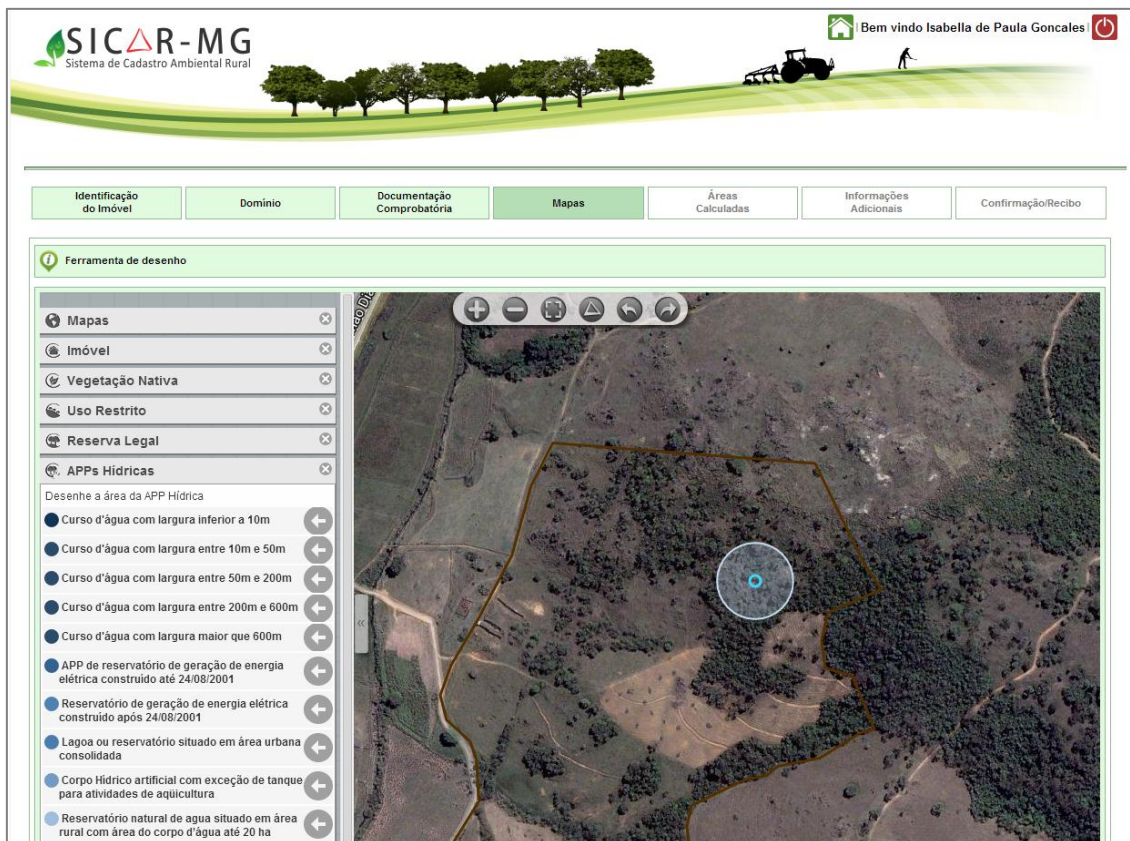 SICAR-MG
Sistema de Cadastro Ambiental Rural
Bem vindo Isabella de Paula Goncales
Identificação
do Imóvel
Domínio
Documentação
Comprobatória
Mapas
Áreas
Calculadas
Informações
Adicionais
Confirmação/Recibo
Ferramenta de desenho
Mapas
Imóvel
Vegetação Nativa
Uso Restrito
Reserva Legal
APPs Hídricas
Desenhe a área da APP Hídrica
Curso d'água com largura inferior a 10m
Curso d'água com largura entre 10m e 50m
Curso d'água com largura entre 50m e 200m
Curso d'água com largura entre 200m e 600m
Curso d'água com largura maior que 600m
APP de reservatório de geração de energia
elétrica construído até 24/08/2001
Reservatório de geração de energia elétrica
construído após 24/08/2001
Lagoa ou reservatório situado em área urbana
consolidada
Corpo Hídrico artificial com exceção de tanque
para atividades de aqüicultura
Reservatório natural de agua situado em área
rural com área do corpo d'água até 20 ha